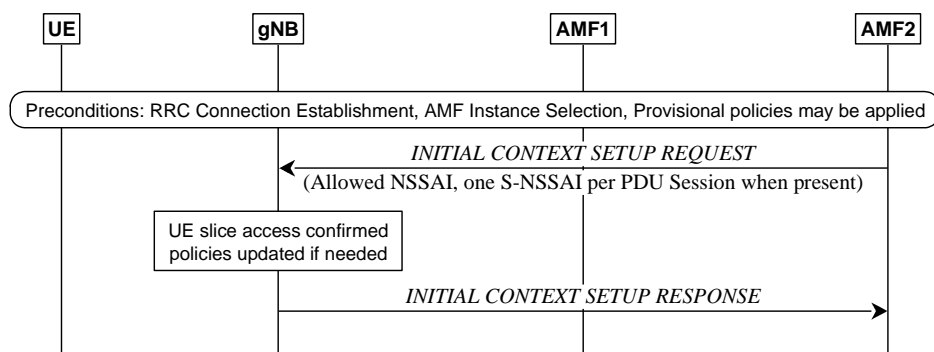 UE
gNB
AMF1
AMF2
Preconditions: RRC Connection Establishment, AMF Instance Selection, Provisional policies may be applied
INITIAL CONTEXT SETUP REQUEST
(Allowed NSSAI, one S-NSSAI per PDU Session when present)
UE slice access confirmed
policies updated if needed
INITIAL CONTEXT SETUP RESPONSE